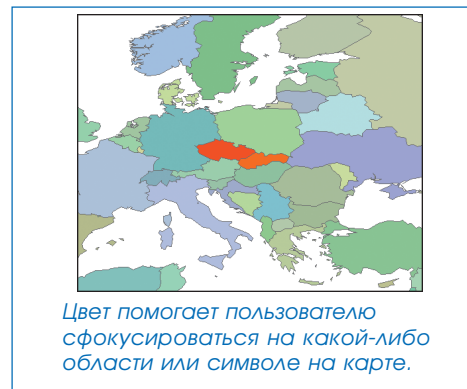 Цвет помогает пользователю
сфокусироваться на какой-либо
области или символе на карте.